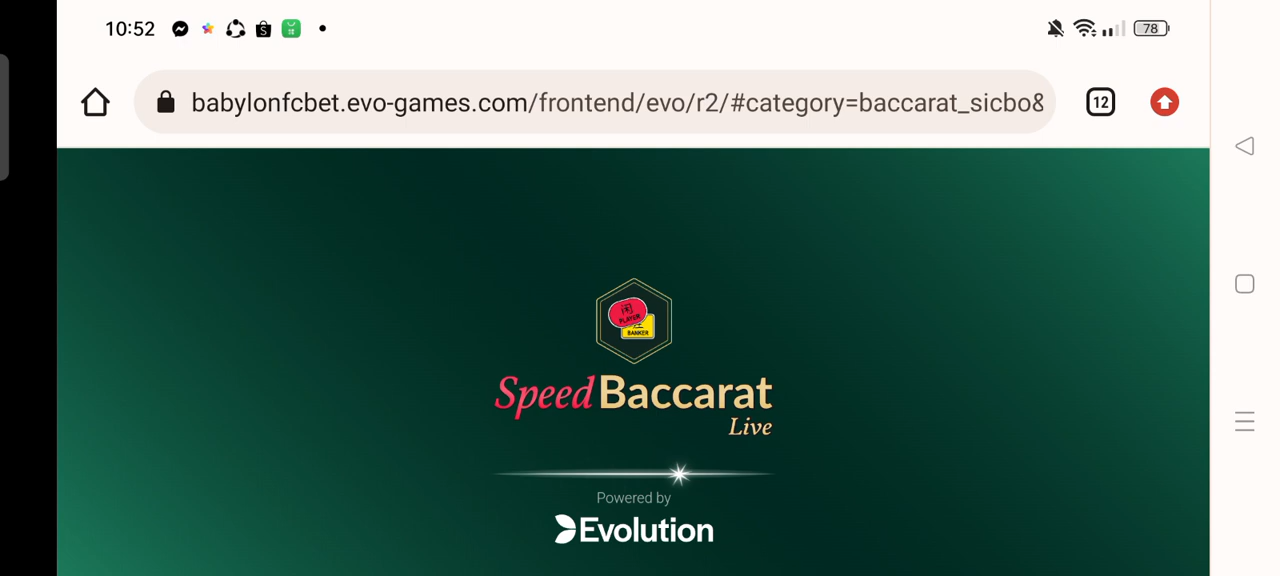 10:52
78
babylonfcbet.evo-games.com/frontend/evo/r2/#category=baccarat_sicbo&
12
闲
PLAYER
BANKER
Speed Baccarat
Live
Powered by
Evolution